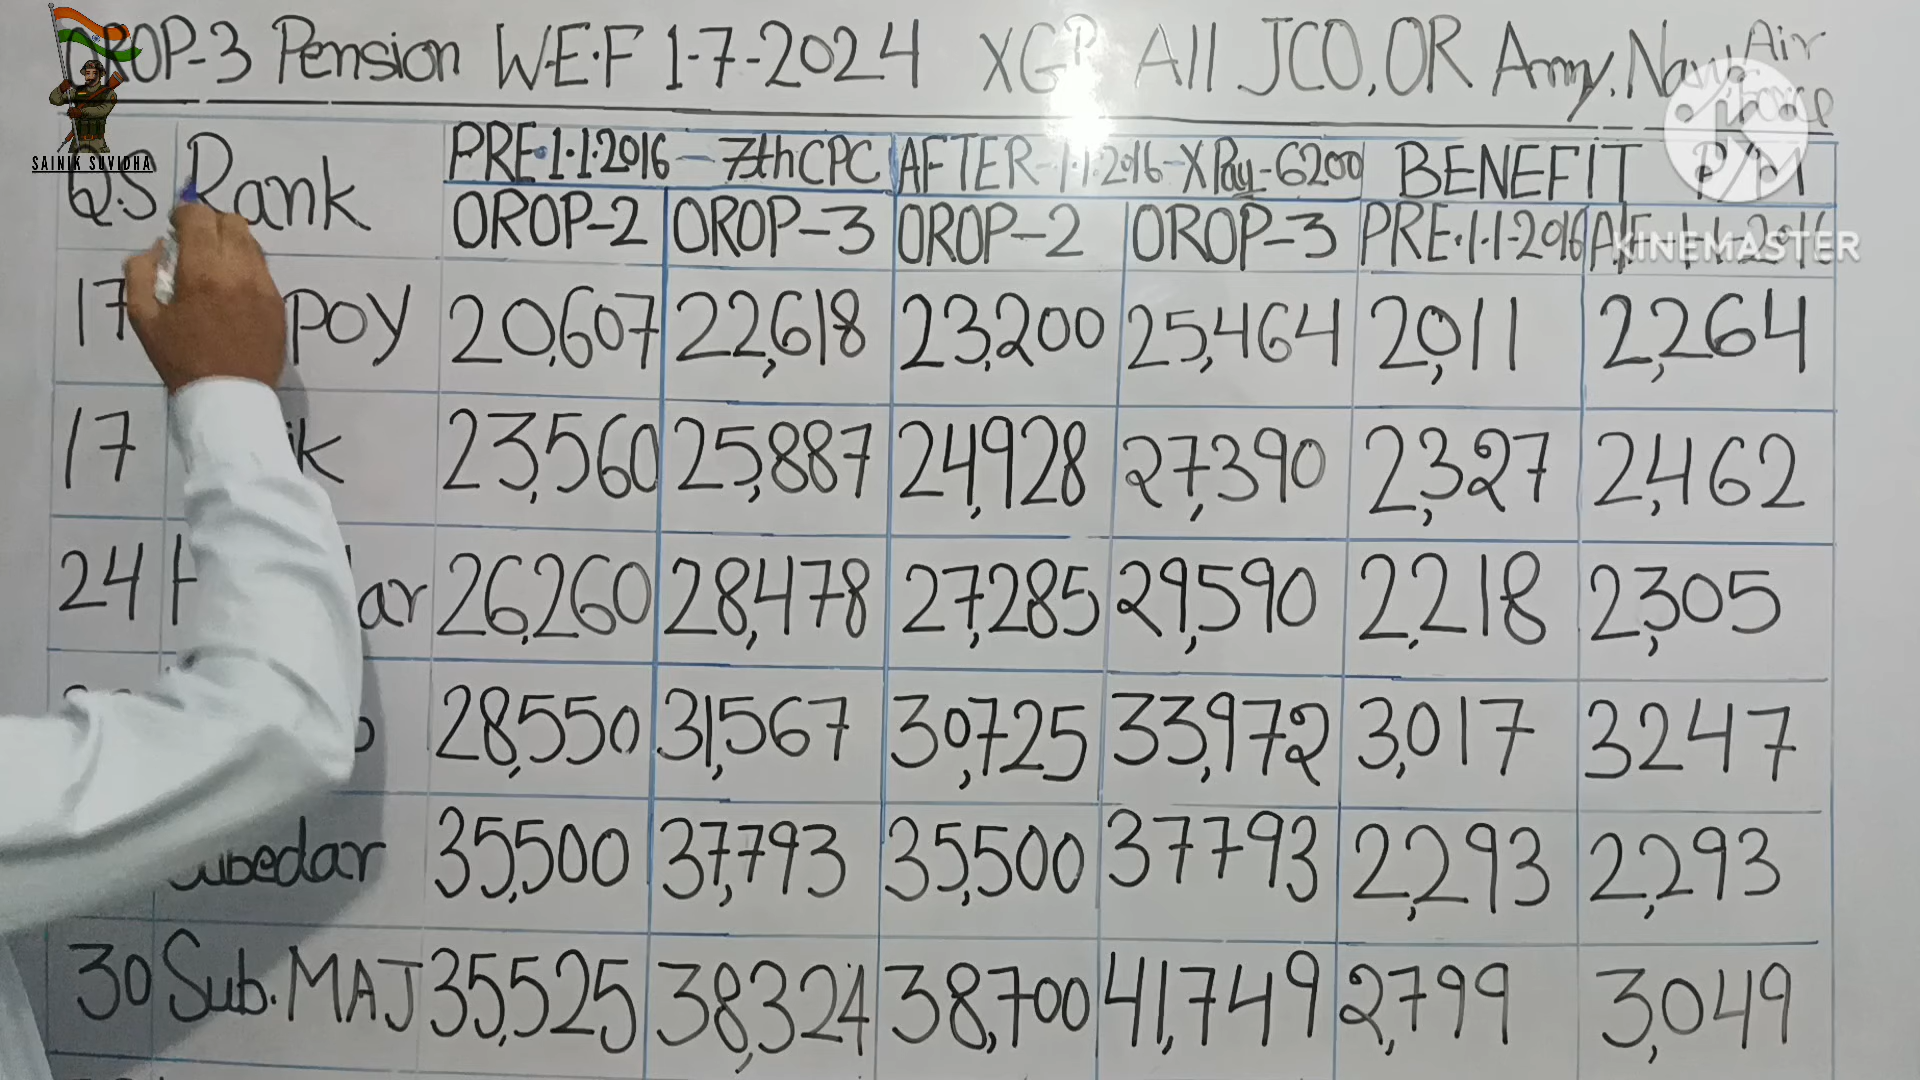 OROP-3 Pension W.E.F 1-7-2024 XGP All JCO,OR Army, Navy Air
SAINIK SUVIDHA
Q.S Rank PRE·1·1·2016 - 7thCPC AFTER-1·1·2016-X Pay-6200 BENEFIT P/M
OROP-2 OROP-3 OROP-2 OROP-3 PRE·1·1-2016
KINEMASTER
17 POY 20,607 22,618 23,200 25,464 2,011 2,264
17 ik 23,560 25,887 24,928 27,390 2,327 2,462
24 H ar 26,260 28,478 27,285 29,590 2,218 2,305
28,550 31,567 30,725 33,972 3,017 3247
Subedar 35,500 37,793 35,500 37793 2,293 2,293
30 Sub.MAJ 35,525 38,324 38,700 41,749 2,799 3,049